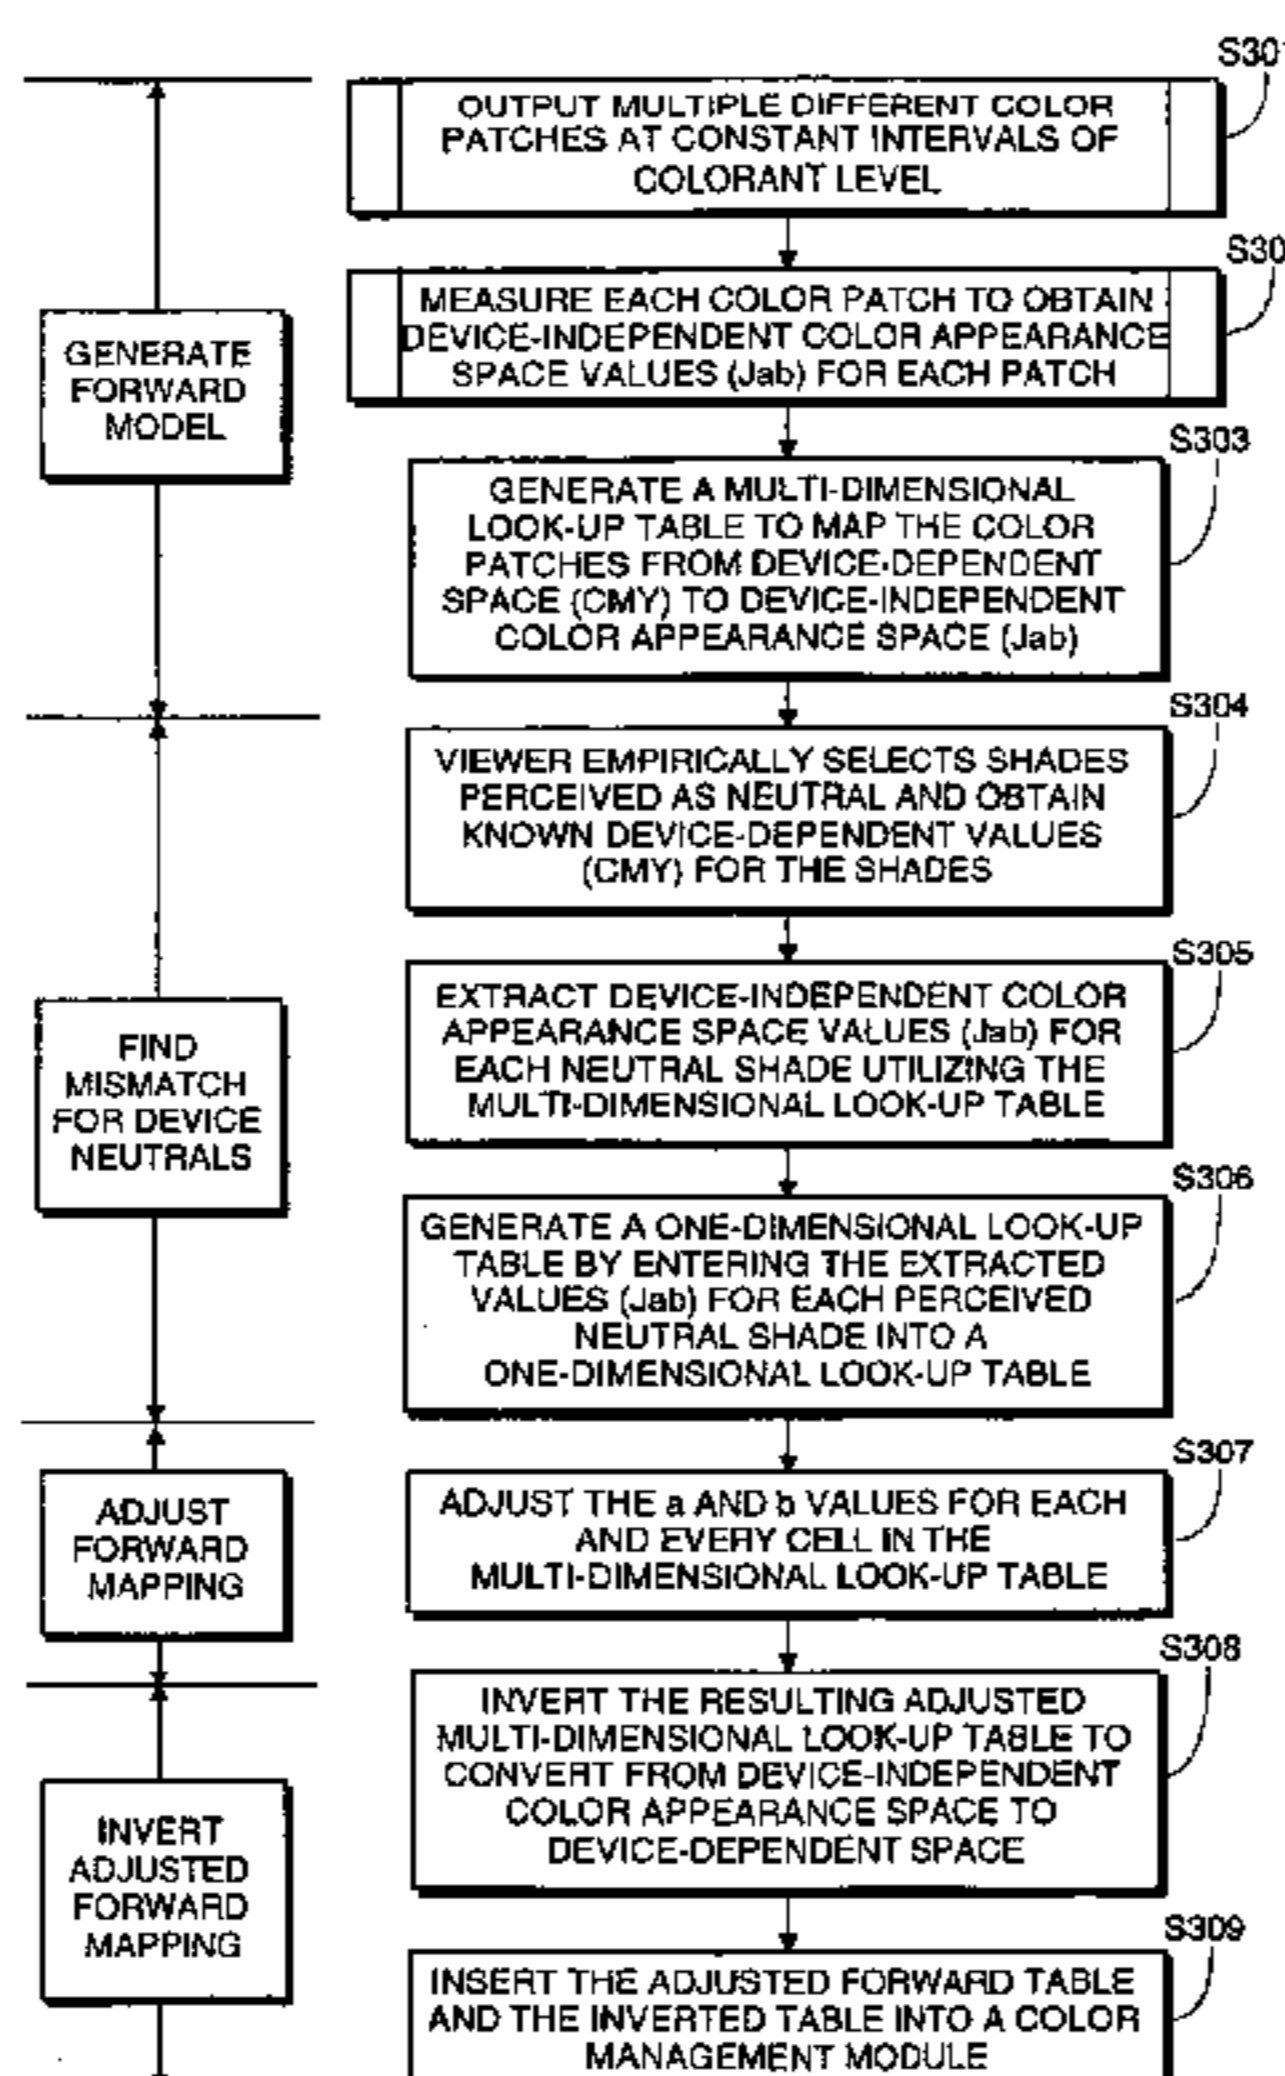 S30
OUTPUT MULTIPLE DIFFERENT COLOR
PATCHES AT CONSTANT INTERVALS OF
COLORANT LEVEL
S30
MEASURE EACH COLOR PATCH TO OBTAIN
DEVICE-INDEPENDENT COLOR APPEARANCE
SPACE VALUES (Jab) FOR EACH PATCH
GENERATE
FORWARD
MODEL
S303
GENERATE A MULTI-DIMENSIONAL
LOOK-UP TABLE TO MAP THE COLOR
PATCHES FROM DEVICE-DEPENDENT
SPACE (CMY) TO DEVICE-INDEPENDENT
COLOR APPEARANCE SPACE (Jab)
S304
VIEWER EMPIRICALLY SELECTS SHADES
PERCEIVED AS NEUTRAL AND OBTAIN
KNOWN DEVICE-DEPENDENT VALUES
(CMY) FOR THE SHADES
S305
EXTRACT DEVICE-INDEPENDENT COLOR
APPEARANCE SPACE VALUES (Jab) FOR
EACH NEUTRAL SHADE UTILIZING THE
MULTI-DIMENSIONAL LOOK-UP TABLE
FIND
MISMATCH
FOR DEVICE
NEUTRALS
S306
GENERATE A ONE-DIMENSIONAL LOOK-UP
TABLE BY ENTERING THE EXTRACTED
VALUES (Jab) FOR EACH PERCEIVED
NEUTRAL SHADE INTO A
ONE-DIMENSIONAL LOOK-UP TABLE
S307
ADJUST THE a AND b VALUES FOR EACH
AND EVERY CELL IN THE
MULTI-DIMENSIONAL LOOK-UP TABLE
ADJUST
FORWARD
MAPPING
S308
INVERT THE RESULTING ADJUSTED
MULTI-DIMENSIONAL LOOK-UP TABLE TO
CONVERT FROM DEVICE-INDEPENDENT
COLOR APPEARANCE SPACE TO
DEVICE-DEPENDENT SPACE
INVERT
ADJUSTED
FORWARD
MAPPING
S309
INSERT THE ADJUSTED FORWARD TABLE
AND THE INVERTED TABLE INTO A COLOR
MANAGEMENT MODULE